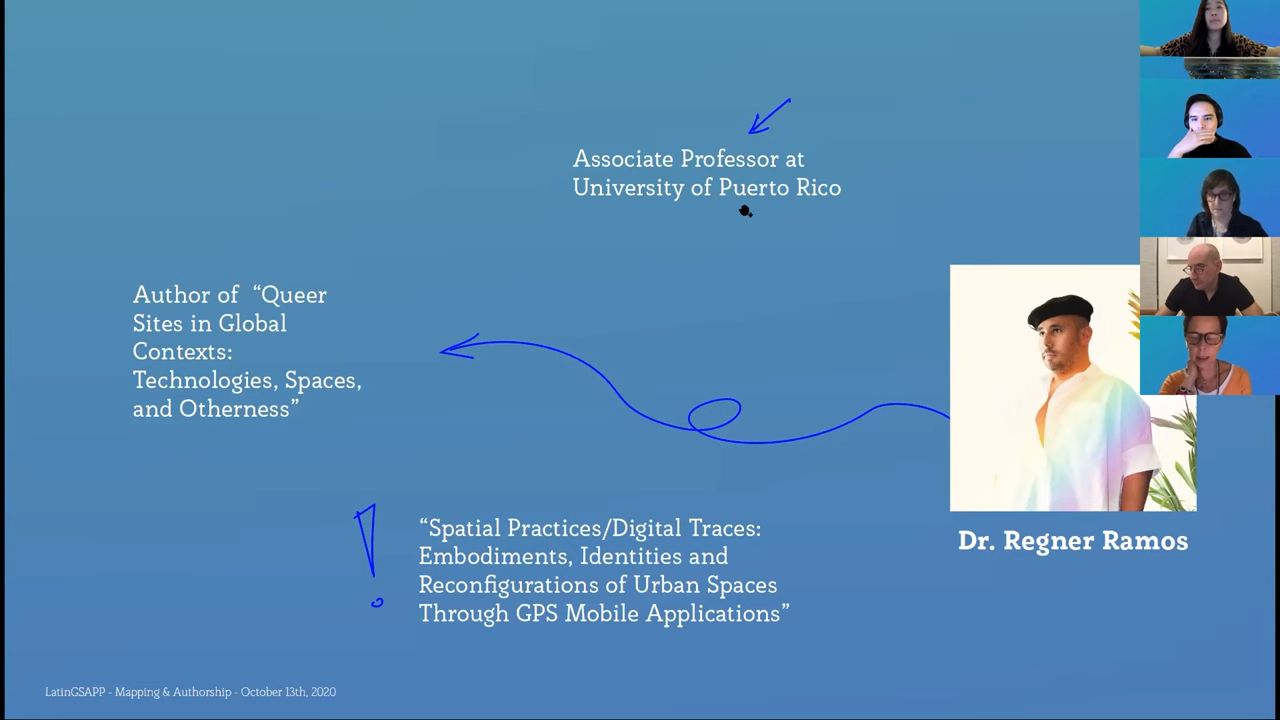 Associate Professor at
University of Puerto Rico
Author of “Queer
Sites in Global
Contexts:
Technologies, Spaces,
and Otherness”
“Spatial Practices/Digital Traces:
Embodiments, Identities and
Reconfigurations of Urban Spaces
Through GPS Mobile Applications”
Dr. Regner Ramos
LatinGSAPP - Mapping & Authorship - October 13th, 2020